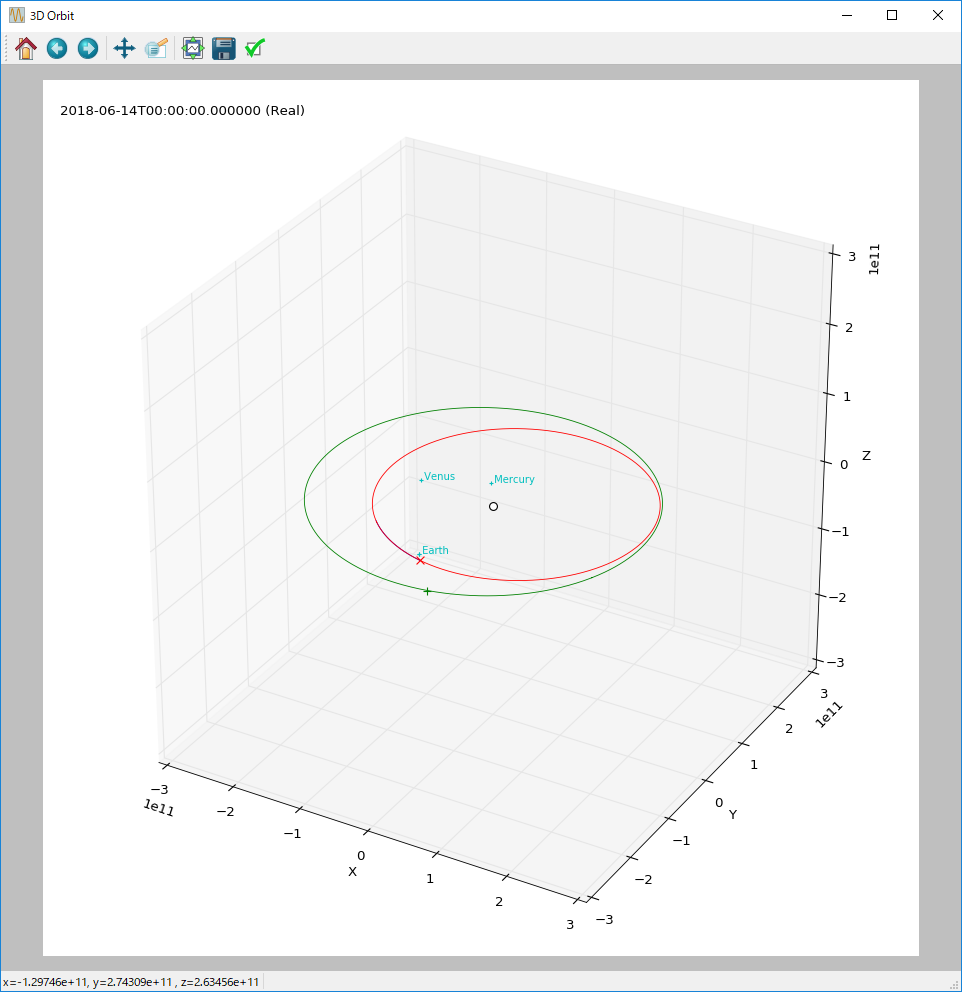 3D Orbit
2018-06-14T00:00:00.000000 (Real)
1e11
3
2
1
0
Z
−1
−2
−3
Venus
Mercury
Earth
3
1e11
2
1
0
Y
−1
−2
−3
−3
1e11
−2
−1
0
X
1
2
3
x=-1.29746e+11, y=2.74309e+11 , z=2.63456e+11